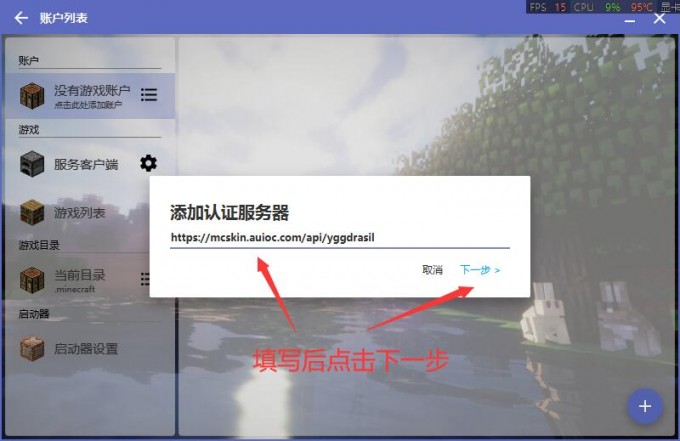 账户列表
FPS 15 CPU 9% 95℃ 显卡
账户
没有游戏账户
点击此处添加账户
游戏
服务客户端
游戏列表
游戏目录
当前目录
.minecraft
启动器
启动器设置
添加认证服务器
https://mcskin.auioc.com/api/yggdrasil
取消 下一步 >
填写后点击下一步